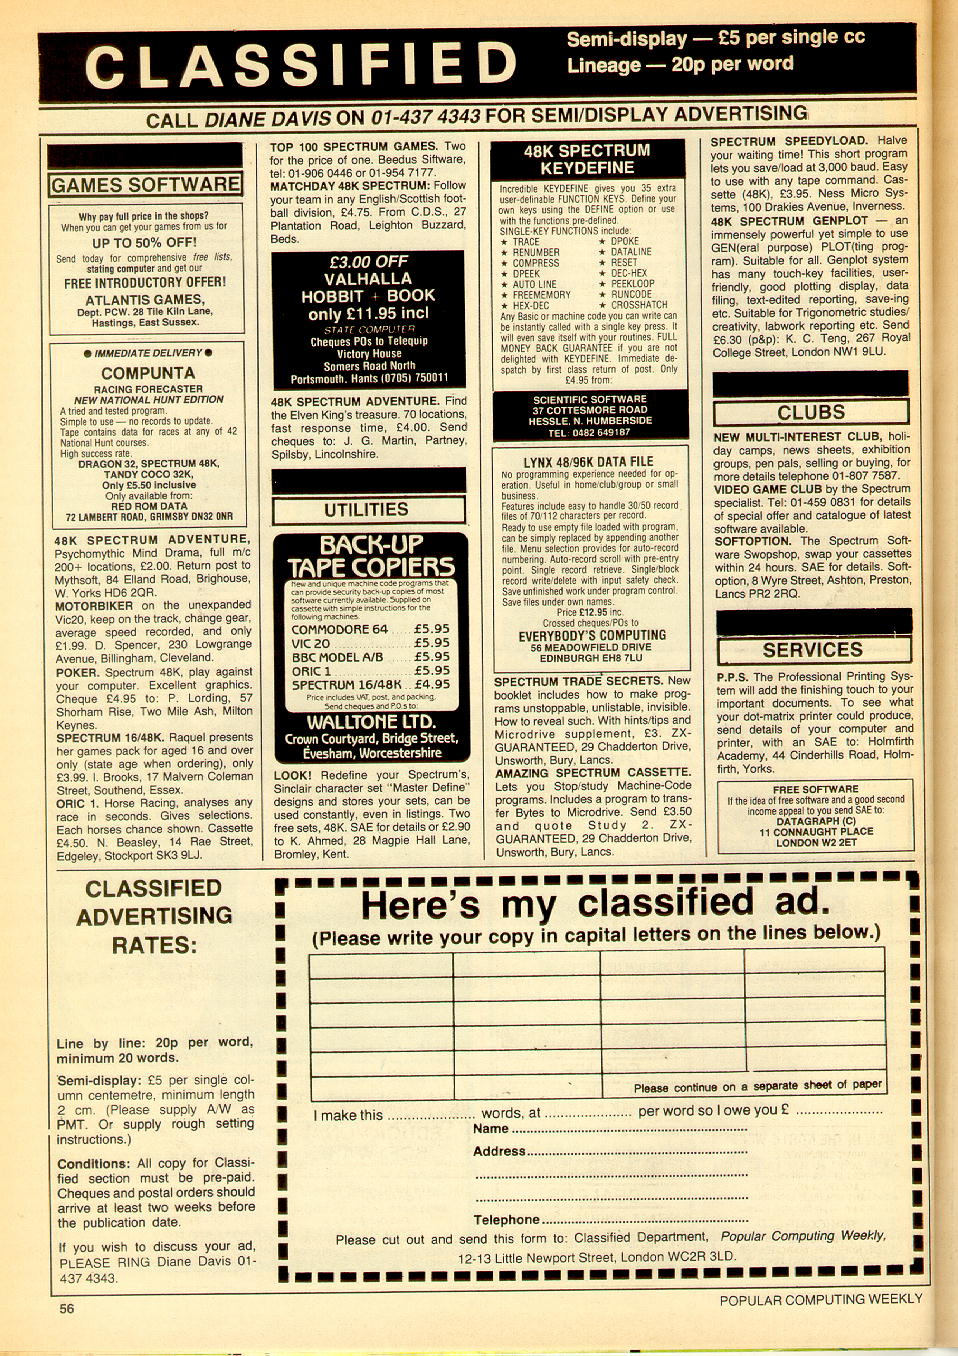 CLASSIFIED
Semi-display — £5 per single cc
Lineage — 20p per word
CALL DIANE DAVIS ON 01-437 4343 FOR SEMI/DISPLAY ADVERTISING
GAMES SOFTWARE
Why pay full price in the shops?
When you can get your games from us for
UP TO 50% OFF!
Send today for comprehensive free lists,
stating computer and get our
FREE INTRODUCTORY OFFER!
ATLANTIS GAMES,
Dept. PCW. 28 Tile Kiln Lane,
Hastings, East Sussex.
● IMMEDIATE DELIVERY ●
COMPUNTA
RACING FORECASTER
NEW NATIONAL HUNT EDITION
A tried and tested program.
Simple to use — no records to update.
Tape contains data for races at any of 42
National Hunt courses.
High success rate.
DRAGON 32, SPECTRUM 48K,
TANDY COCO 32K,
Only £5.50 inclusive
Only available from:
RED ROM DATA
72 LAMBERT ROAD, GRIMSBY DN32 0NR
48K SPECTRUM ADVENTURE,
Psychomythic Mind Drama, full m/c
200+ locations, £2.00. Return post to
Mythsoft, 84 Elland Road, Brighouse,
W. Yorks HD6 2QR.
MOTORBIKER on the unexpanded
Vic20, keep on the track, change gear,
average speed recorded, and only
£1.99. D. Spencer, 230 Lowgrange
Avenue, Billingham, Cleveland.
POKER. Spectrum 48K, play against
your computer. Excellent graphics.
Cheque £4.95 to: P. Lording, 57
Shorham Rise, Two Mile Ash, Milton
Keynes.
SPECTRUM 16/48K. Raquel presents
her games pack for aged 16 and over
only (state age when ordering), only
£3.99. I. Brooks, 17 Malvern Coleman
Street, Southend, Essex.
ORIC 1. Horse Racing, analyses any
race in seconds. Gives selections.
Each horses chance shown. Cassette
£4.50. N. Beasley, 14 Rae Street,
Edgeley, Stockport SK3 9LJ.
TOP 100 SPECTRUM GAMES. Two
for the price of one. Beedus Siftware,
tel: 01-906 0446 or 01-954 7177.
MATCHDAY 48K SPECTRUM: Follow
your team in any English/Scottish foot-
ball division, £4.75. From C.D.S., 27
Plantation Road, Leighton Buzzard,
Beds.
£3.00 OFF
VALHALLA
HOBBIT + BOOK
only £11.95 incl
STATE COMPUTER
Cheques POs to Telequip
Victory House
Somers Road North
Portsmouth. Hants (0705) 750011
48K SPECTRUM ADVENTURE. Find
the Elven King's treasure. 70 locations,
fast response time, £4.00. Send
cheques to: J. G. Martin, Partney,
Spilsby, Lincolnshire.
UTILITIES
BACK-UP
TAPE COPIERS
New and unique machine code programs that
can provide security back-up copies of most
software currently available. Supplied on
cassette with simple instructions for the
following machines.
COMMODORE 64 ..... £5.95
VIC 20 ..... £5.95
BBC MODEL A/B ..... £5.95
ORIC 1 ..... £5.95
SPECTRUM 16/48K ..... £4.95
Price includes VAT, post, and packing.
Send cheques and P.O.s to:
WALLTONE LTD.
Crown Courtyard, Bridge Street,
Evesham, Worcestershire
LOOK! Redefine your Spectrum's,
Sinclair character set "Master Define"
designs and stores your sets, can be
used constantly, even in listings. Two
free sets, 48K. SAE for details or £2.90
to K. Ahmed, 28 Magpie Hall Lane,
Bromley, Kent.
48K SPECTRUM
KEYDEFINE
Incredible KEYDEFINE gives you 35 extra
user-definable FUNCTION KEYS. Define your
own keys using the DEFINE option or use
with the functions pre-defined.
SINGLE-KEY FUNCTIONS include:
★ TRACE ★ DPOKE
★ RENUMBER ★ DATALINE
★ COMPRESS ★ RESET
★ DPEEK ★ DEC-HEX
★ AUTO LINE ★ PEEKLOOP
★ FREEMEMORY ★ RUNCODE
★ HEX-DEC ★ CROSSHATCH
Any Basic or machine code you can write can
be instantly called with a single key press. It
will even save itself with your routines. FULL
MONEY BACK GUARANTEE if you are not
delighted with KEYDEFINE. Immediate de-
spatch by first class return of post. Only
£4.95 from:
SCIENTIFIC SOFTWARE
37 COTTESMORE ROAD
HESSLE, N. HUMBERSIDE
TEL: 0482 649187
LYNX 48/96K DATA FILE
No programming experience needed for op-
eration. Useful in home/club/group or small
business.
Features include easy to handle 30/50 record
files of 70/112 characters per record.
Ready to use empty file loaded with program,
can be simply replaced by appending another
file. Menu selection provides for auto-record
numbering. Auto-record scroll with pre-entry
point. Single record retrieve. Single/block
record write/delete with input safety check.
Save unfinished work under program control.
Save files under own names.
Price £12.95 inc.
Crossed cheques/POs to
EVERYBODY'S COMPUTING
56 MEADOWFIELD DRIVE
EDINBURGH EH8 7LU
SPECTRUM TRADE SECRETS. New
booklet includes how to make prog-
rams unstoppable, unlistable, invisible.
How to reveal such. With hints/tips and
Microdrive supplement, £3. ZX-
GUARANTEED, 29 Chadderton Drive,
Unsworth, Bury, Lancs.
AMAZING SPECTRUM CASSETTE.
Lets you Stop/study Machine-Code
programs. Includes a program to trans-
fer Bytes to Microdrive. Send £3.50
and quote Study 2. ZX-
GUARANTEED, 29 Chadderton Drive,
Unsworth, Bury, Lancs.
SPECTRUM SPEEDYLOAD. Halve
your waiting time! This short program
lets you save/load at 3,000 baud. Easy
to use with any tape command. Cas-
sette (48K), £3.95. Ness Micro Sys-
tems, 100 Drakies Avenue, Inverness.
48K SPECTRUM GENPLOT — an
immensely powerful yet simple to use
GEN(eral purpose) PLOT(ting prog-
ram). Suitable for all. Genplot system
has many touch-key facilities, user-
friendly, good plotting display, data
filing, text-edited reporting, save-ing
etc. Suitable for Trigonometric studies/
creativity, labwork reporting etc. Send
£6.30 (p&p): K. C. Teng, 267 Royal
College Street, London NW1 9LU.
CLUBS
NEW MULTI-INTEREST CLUB, holi-
day camps, news sheets, exhibition
groups, pen pals, selling or buying, for
more details telephone 01-807 7587.
VIDEO GAME CLUB by the Spectrum
specialist. Tel: 01-459 0831 for details
of special offer and catalogue of latest
software available.
SOFTOPTION. The Spectrum Soft-
ware Swopshop, swap your cassettes
within 24 hours. SAE for details. Soft-
option, 8 Wyre Street, Ashton, Preston,
Lancs PR2 2RQ.
SERVICES
P.P.S. The Professional Printing Sys-
tem will add the finishing touch to your
important documents. To see what
your dot-matrix printer could produce,
send details of your computer and
printer, with an SAE to: Holmfirth
Academy, 44 Cinderhills Road, Holm-
firth, Yorks.
FREE SOFTWARE
If the idea of free software and a good second
income appeal to you send SAE to:
DATAGRAPH (C)
11 CONNAUGHT PLACE
LONDON W2 2ET
CLASSIFIED
ADVERTISING
RATES:
Line by line: 20p per word,
minimum 20 words.
Semi-display: £5 per single col-
umn centemetre, minimum length
2 cm. (Please supply A/W as
PMT. Or supply rough setting
instructions.)
Conditions: All copy for Classi-
fied section must be pre-paid.
Cheques and postal orders should
arrive at least two weeks before
the publication date.
If you wish to discuss your ad,
PLEASE RING Diane Davis 01-
437 4343.
Here's my classified ad.
(Please write your copy in capital letters on the lines below.)
Please continue on a separate sheet of paper
I make this ..................... words, at ..................... per word so I owe you £ .....................
Name .....................
Address .....................
Telephone .....................
Please cut out and send this form to: Classified Department, Popular Computing Weekly,
12-13 Little Newport Street, London WC2R 3LD.
56
POPULAR COMPUTING WEEKLY